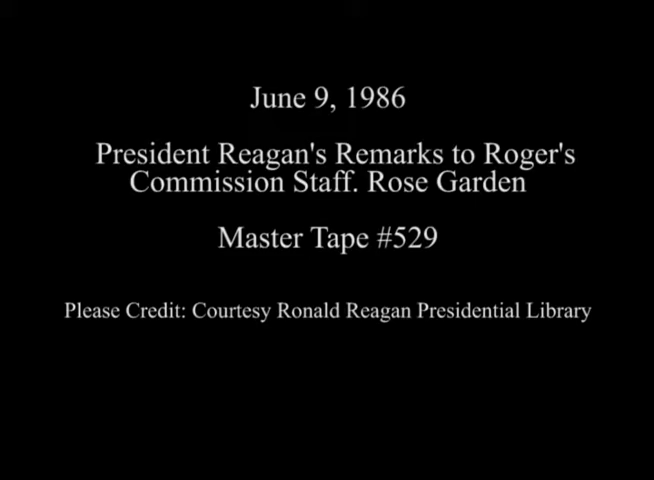 June 9, 1986
President Reagan's Remarks to Roger's
Commission Staff. Rose Garden
Master Tape #529
Please Credit: Courtesy Ronald Reagan Presidential Library